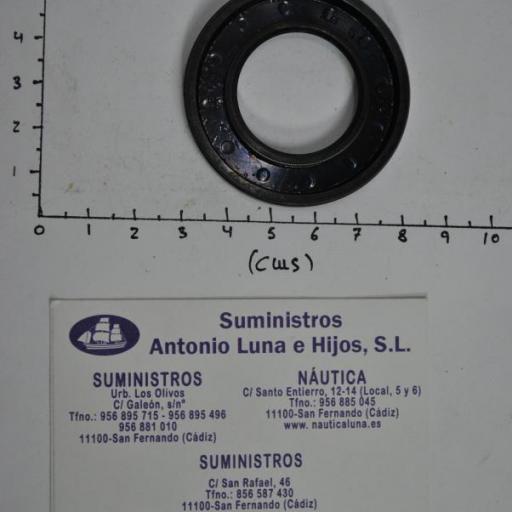 4
3
2
1
0 1 2 3 4 5 6 7 8 9 10
(cms)
Suministros
Antonio Luna e Hijos, S.L.
SUMINISTROS
Urb. Los Olivos
C/ Galeón, s/nº
Tfno.: 956 895 715 - 956 895 496
956 881 010
11100-San Fernando (Cádiz)
NÁUTICA
C/ Santo Entierro, 12-14 (Local, 5 y 6)
Tfno.: 956 885 045
11100-San Fernando (Cádiz)
www. nauticaluna.es
SUMINISTROS
C/ San Rafael, 46
Tfno.: 856 587 430
11100-San Fernando (Cádiz)